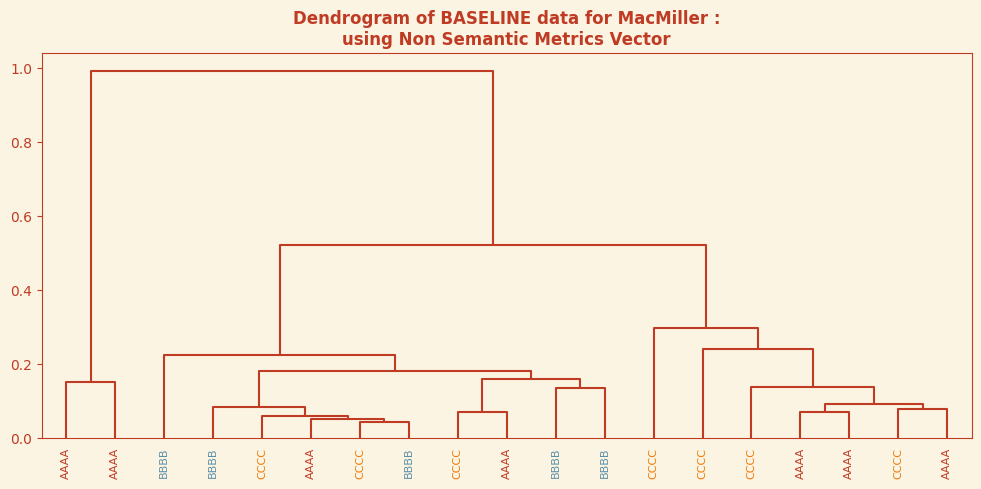 Dendrogram of BASELINE data for MacMiller :
using Non Semantic Metrics Vector
1.0
0.8
0.6
0.4
0.2
0.0
AAAA
AAAA
BBBB
BBBB
CCCC
AAAA
CCCC
BBBB
CCCC
AAAA
BBBB
BBBB
CCCC
CCCC
CCCC
AAAA
AAAA
CCCC
AAAA